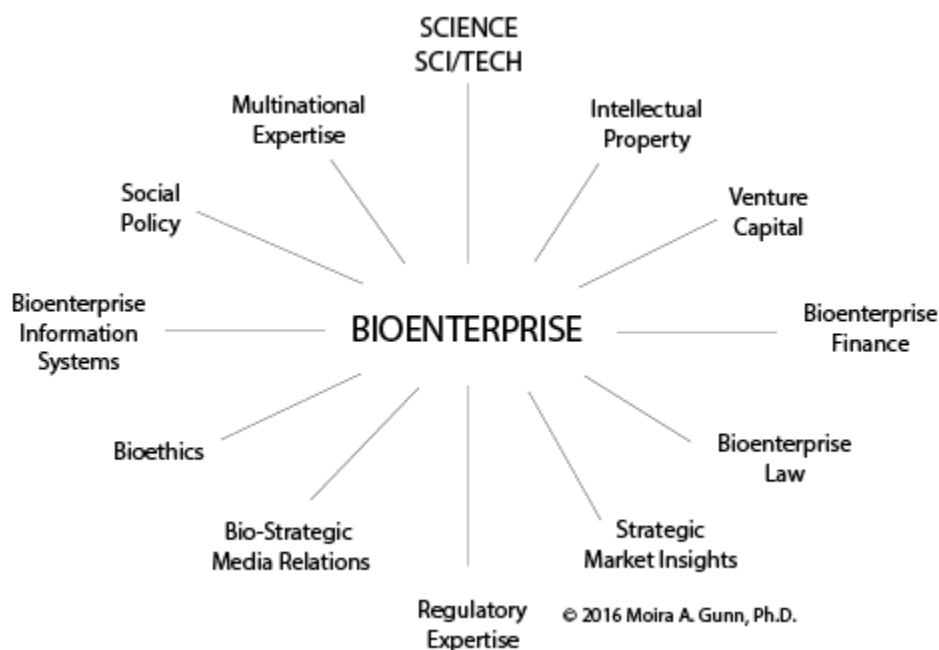 SCIENCE
SCI/TECH
Multinational
Expertise
Intellectual
Property
Social
Policy
Venture
Capital
Bioenterprise
Information
Systems
BIOENTERPRISE
Bioenterprise
Finance
Bioethics
Bioenterprise
Law
Bio-Strategic
Media Relations
Strategic
Market Insights
Regulatory
Expertise
© 2016 Moira A. Gunn, Ph.D.